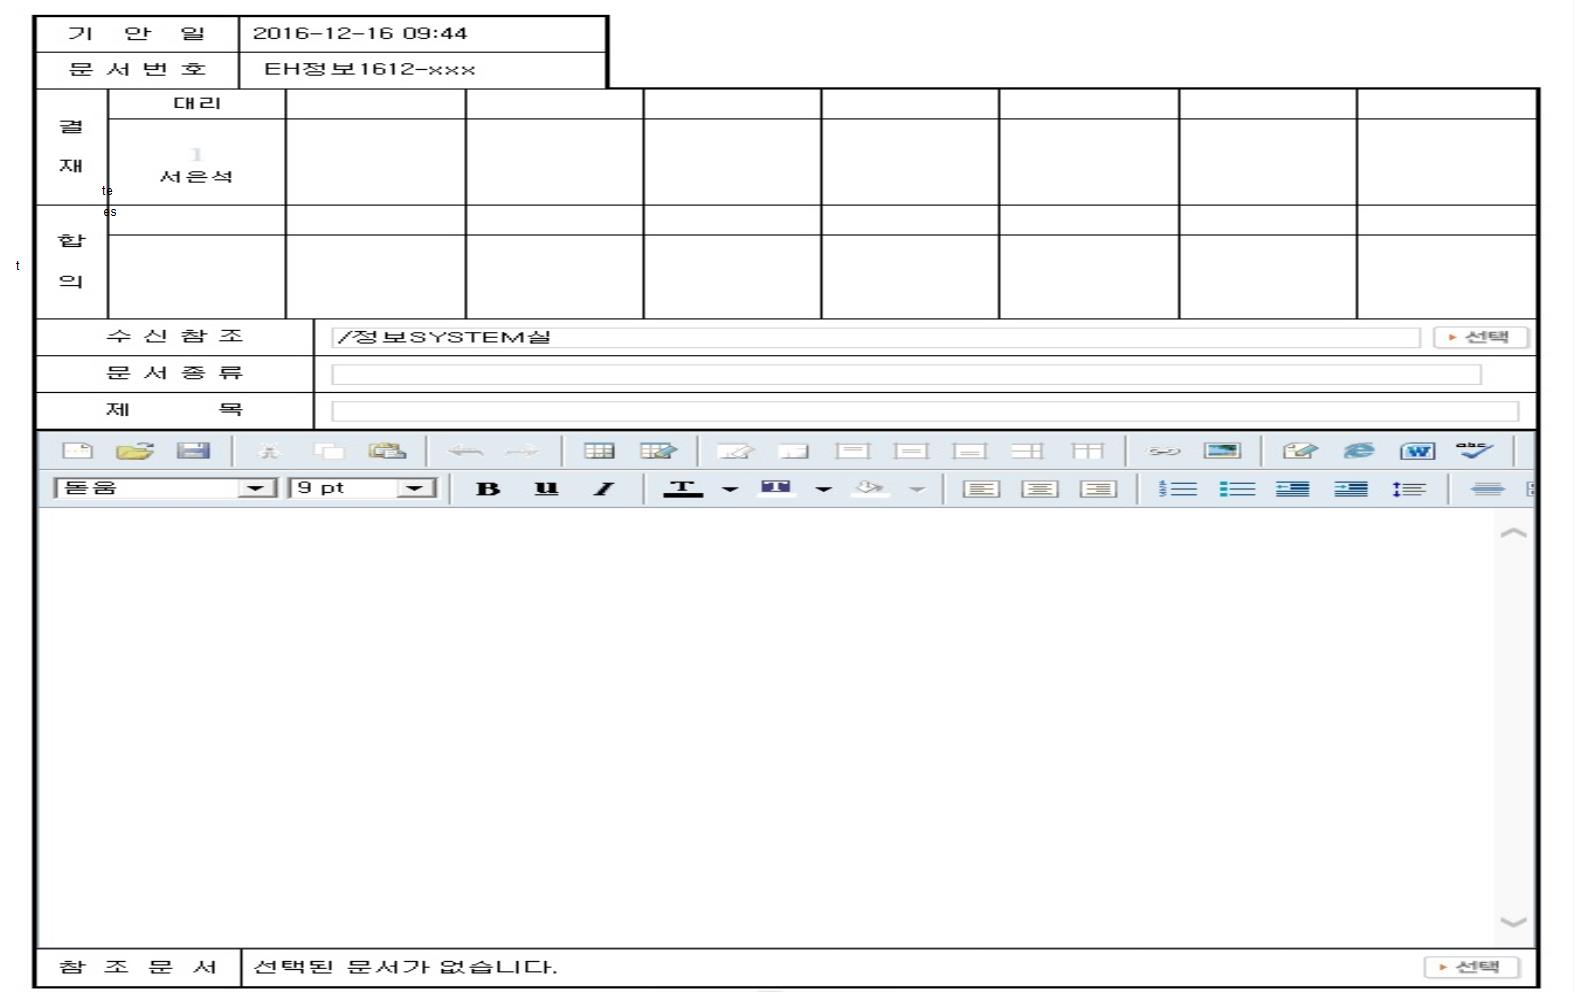 기 안 일 2016-12-16 09:44
문 서 번 호 EH정보1612-xxx
결 재 대리
1
서은석
te
es
t
합 의
수 신 참 조 /정보SYSTEM실 선택
문 서 종 류
제 목
abc
돋움 9 pt B u I T T
참 조 문 서 선택된 문서가 없습니다. 선택